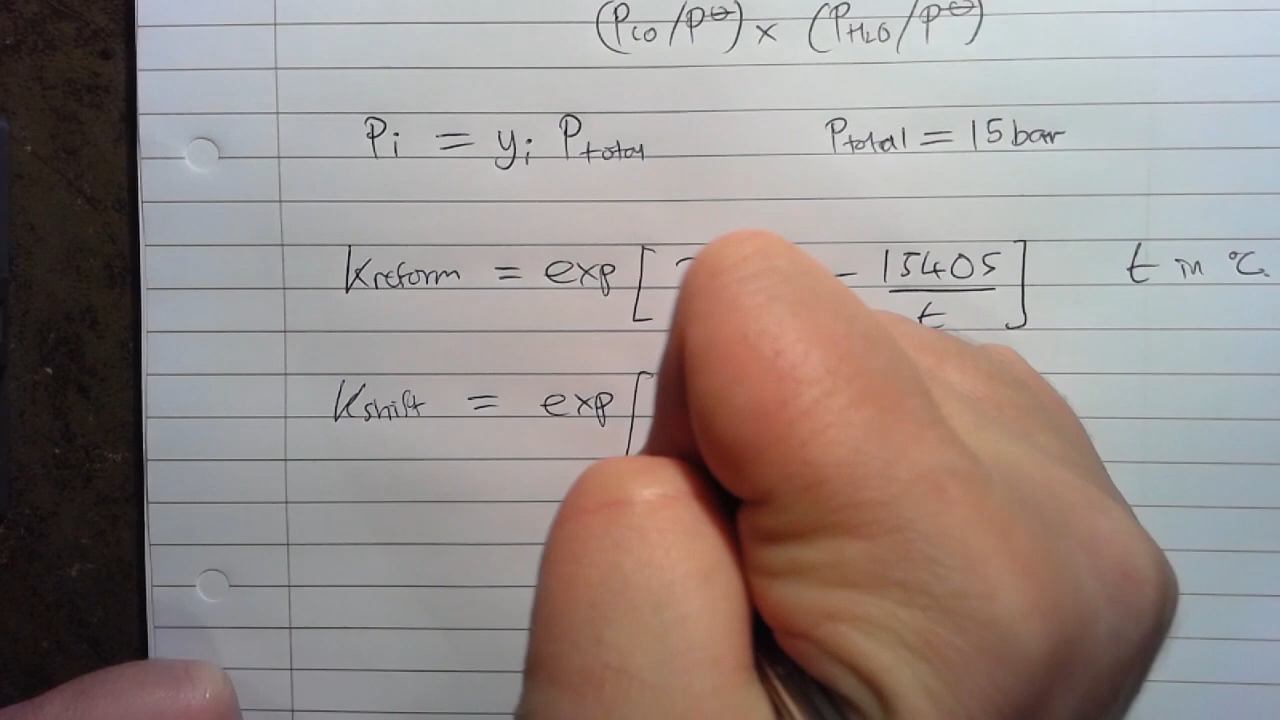 (PCO/P⊖) × (PH2O/P⊖)
Pi = yi Ptotal Ptotal = 15 bar
Kreform = exp[ - 15405/t ] t in °C.
Kshift = exp[